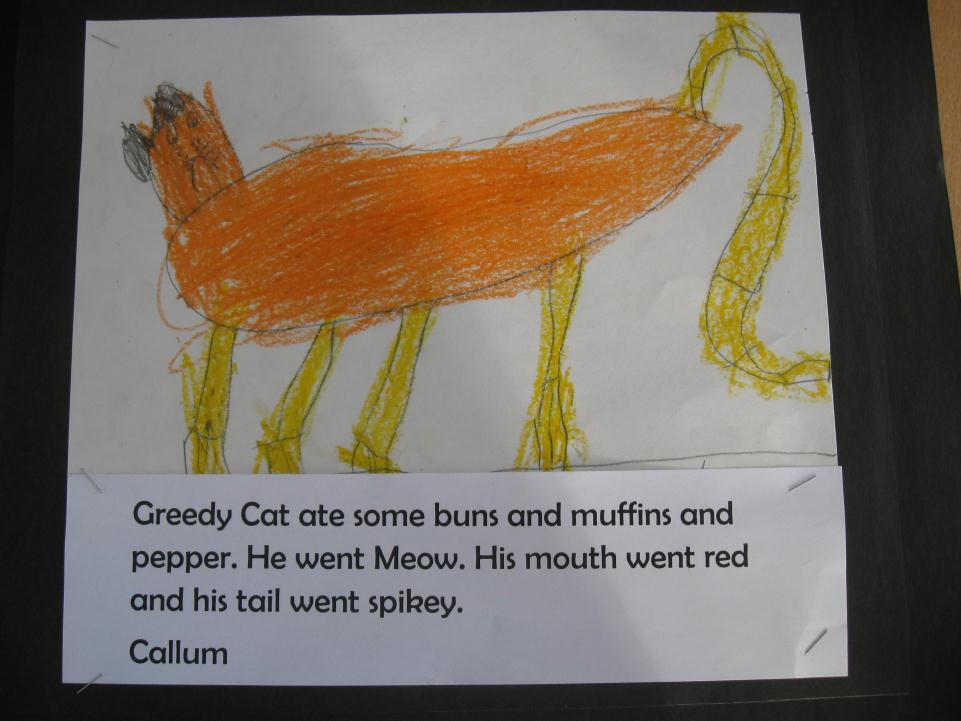 Greedy Cat ate some buns and muffins and
pepper. He went Meow. His mouth went red
and his tail went spikey.
Callum